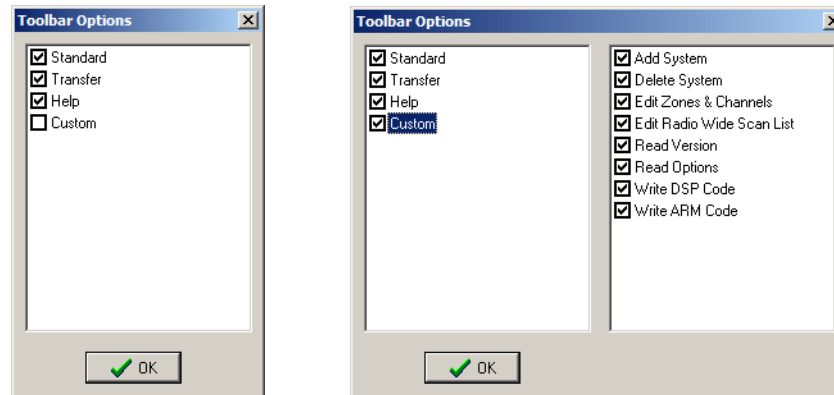 Toolbar Options
Standard
Transfer
Help
Custom
OK
Toolbar Options
Standard
Transfer
Help
Custom
Add System
Delete System
Edit Zones & Channels
Edit Radio Wide Scan List
Read Version
Read Options
Write DSP Code
Write ARM Code
OK